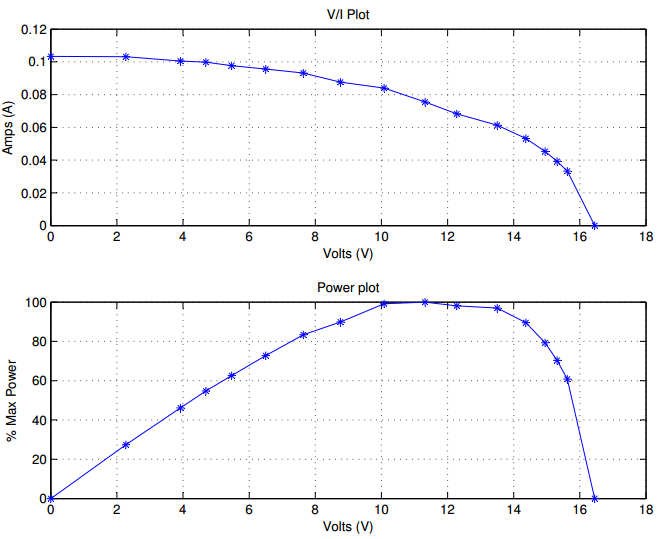 V/I Plot
0.12
0.1
0.08
0.06
0.04
0.02
0
Amps (A)
0 2 4 6 8 10 12 14 16 18
Volts (V)
Power plot
100
80
60
40
20
0
% Max Power
0 2 4 6 8 10 12 14 16 18
Volts (V)